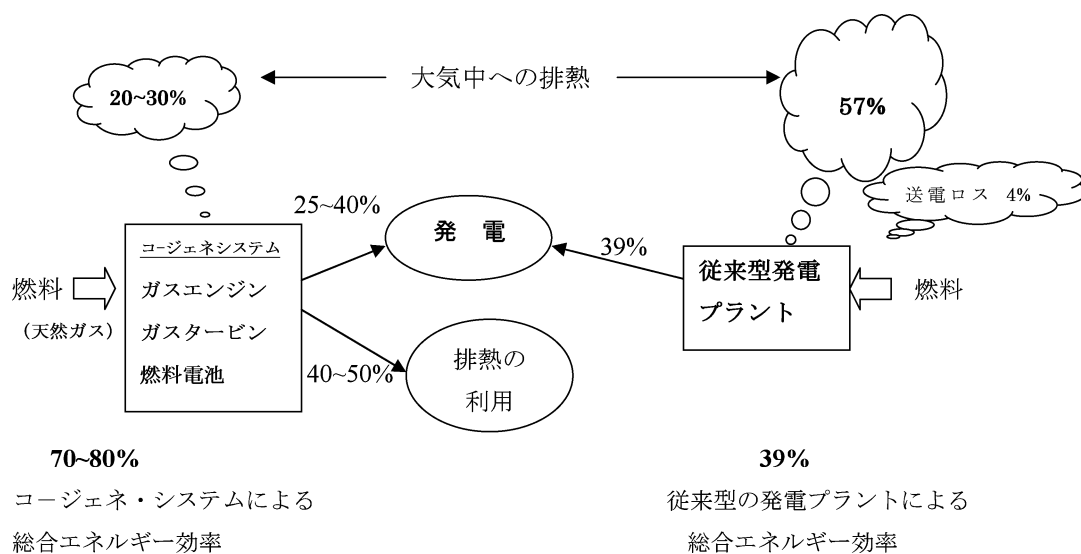 大気中への排熱
20~30%
57%
送電ロス 4%
25~40%
発 電
39%
コージェネシステム
ガスエンジン
ガスタービン
燃料電池
燃料
（天然ガス）
従来型発電
プラント
燃料
40~50%
排熱の
利用
70~80%
コージェネ・システムによる
総合エネルギー効率
39%
従来型の発電プラントによる
総合エネルギー効率